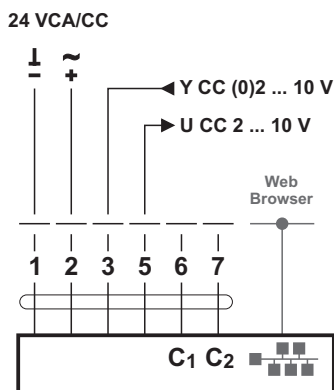 24 VCA/CC
⊥ ~
– +
Y CC (0)2 ... 10 V
U CC 2 ... 10 V
Web
Browser
1 2 3 5 6 7
C1 C2